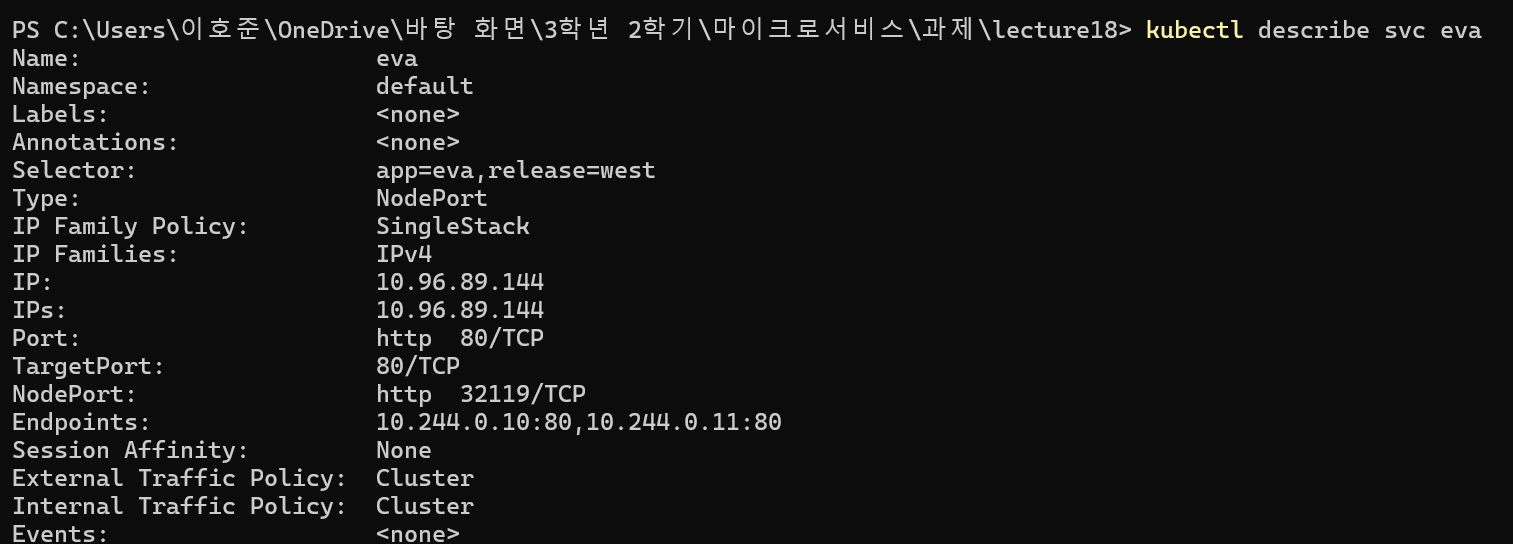 PS C:\Users\이호준\OneDrive\바탕 화면\3학년 2학기\마이크로서비스\과제\lecture18> kubectl describe svc eva
Name:                     eva
Namespace:                default
Labels:                   <none>
Annotations:              <none>
Selector:                 app=eva,release=west
Type:                     NodePort
IP Family Policy:         SingleStack
IP Families:              IPv4
IP:                       10.96.89.144
IPs:                      10.96.89.144
Port:                     http  80/TCP
TargetPort:               80/TCP
NodePort:                 http  32119/TCP
Endpoints:                10.244.0.10:80,10.244.0.11:80
Session Affinity:         None
External Traffic Policy:  Cluster
Internal Traffic Policy:  Cluster
Events:                   <none>